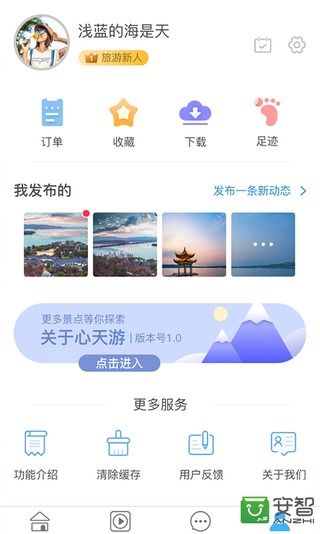 浅蓝的海是天
旅游新人
订单
收藏
下载
足迹
我发布的
发布一条新动态 >
更多景点等你探索
关于心天游 | 版本号1.0
点击进入
更多服务
功能介绍
清除缓存
用户反馈
关于我们
安智
ANZHI